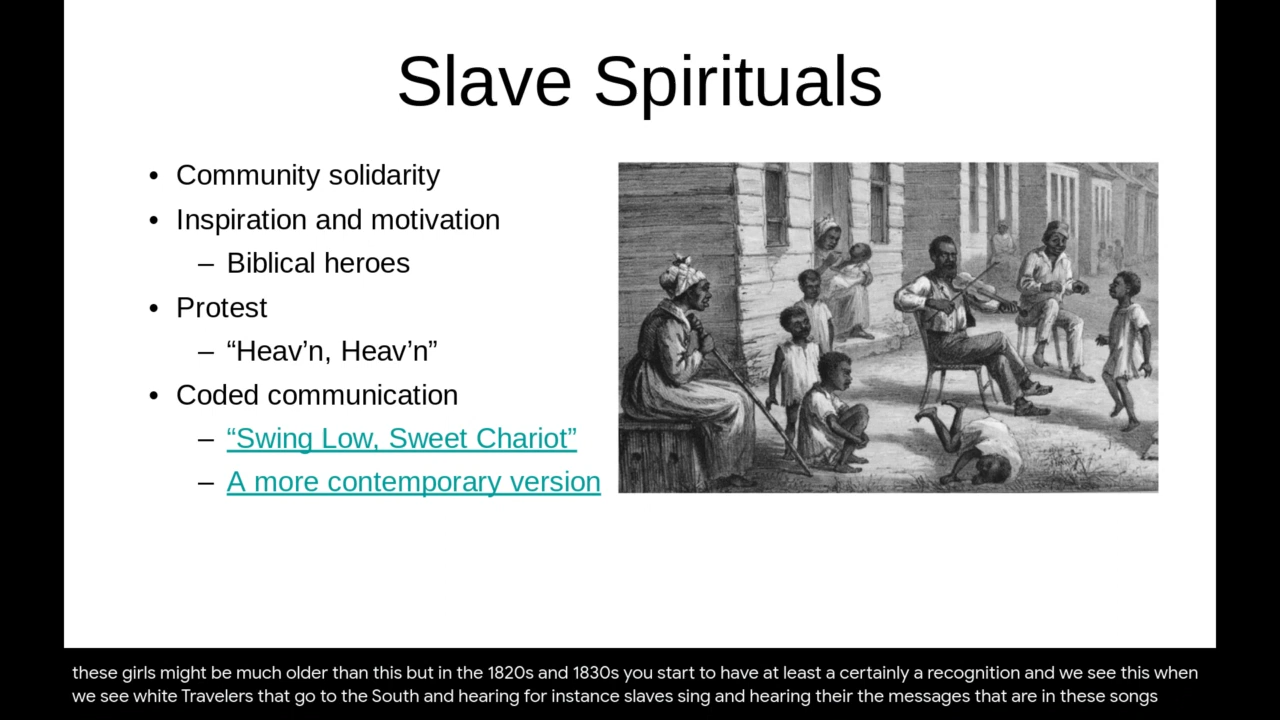 Slave Spirituals
• Community solidarity
• Inspiration and motivation
– Biblical heroes
• Protest
– “Heav’n, Heav’n”
• Coded communication
– “Swing Low, Sweet Chariot”
– A more contemporary version
these girls might be much older than this but in the 1820s and 1830s you start to have at least a certainly a recognition and we see this when
we see white Travelers that go to the South and hearing for instance slaves sing and hearing their the messages that are in these songs